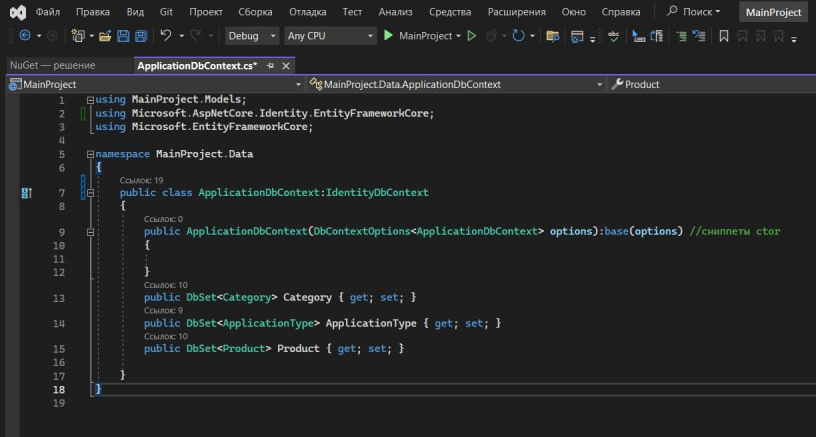 Файл Правка Вид Git Проект Сборка Отладка Тест Анализ Средства Расширения Окно Справка Поиск MainProject
Debug Any CPU MainProject
NuGet — решение ApplicationDbContext.cs*
MainProject MainProject.Data.ApplicationDbContext Product
1 using MainProject.Models;
2 using Microsoft.AspNetCore.Identity.EntityFrameworkCore;
3 using Microsoft.EntityFrameworkCore;
4
5 namespace MainProject.Data
6 {
Ссылок: 19
7 public class ApplicationDbContext:IdentityDbContext
8 {
Ссылок: 0
9 public ApplicationDbContext(DbContextOptions<ApplicationDbContext> options):base(options) //сниппеты ctor
10 {
11
12 }
Ссылок: 10
13 public DbSet<Category> Category { get; set; }
Ссылок: 9
14 public DbSet<ApplicationType> ApplicationType { get; set; }
Ссылок: 10
15 public DbSet<Product> Product { get; set; }
16
17 }
18 }
19